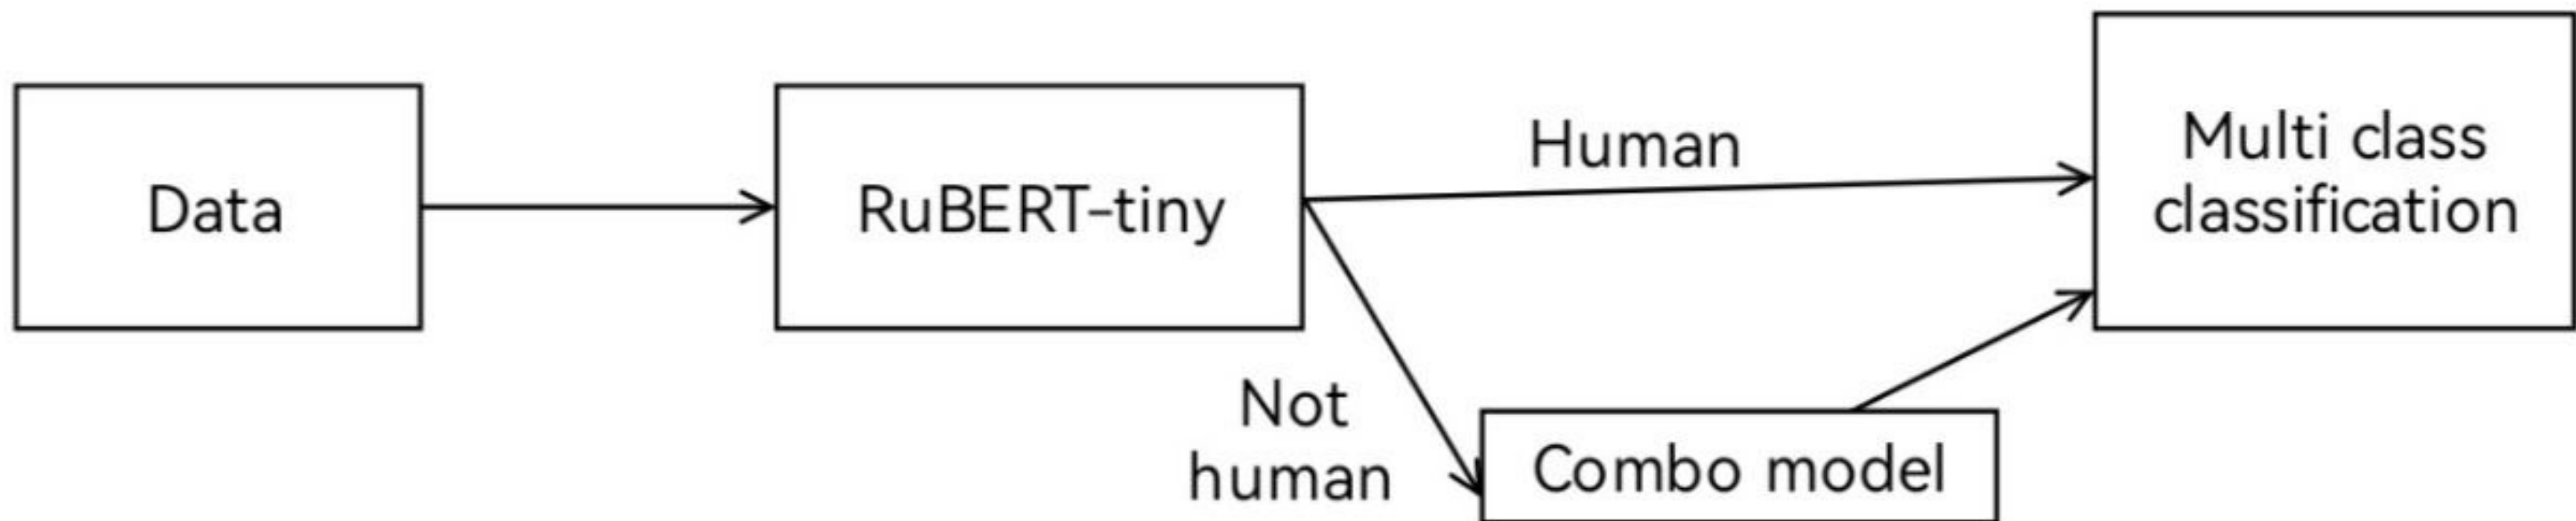 Data
RuBERT-tiny
Human
Multi class
classification
Not
human
Combo model